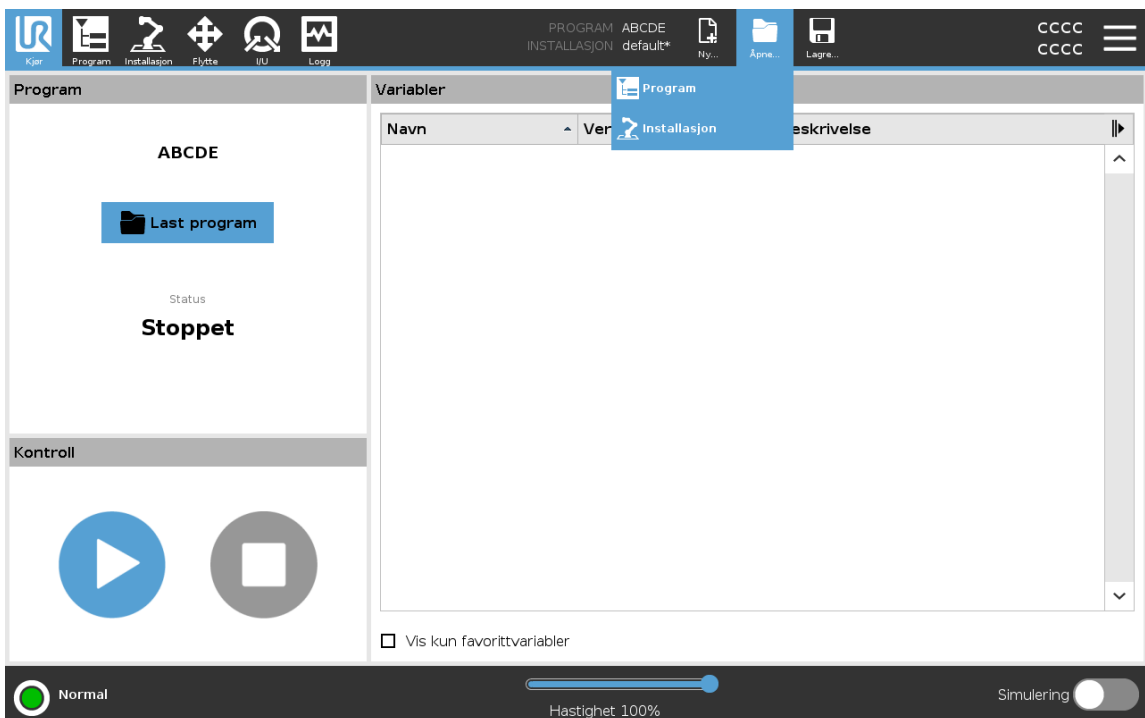 PROGRAM ABCDE
INSTALLASJON default*
CCCC
CCCC
Kjør Program Installasjon Flytte I/U Logg Ny... Åpne... Lagre...
Program
Installasjon
Program
Variabler
Navn Ver eskrivelse
ABCDE
Last program
Status
Stoppet
Kontroll
Vis kun favorittvariabler
Normal
Hastighet 100%
Simulering